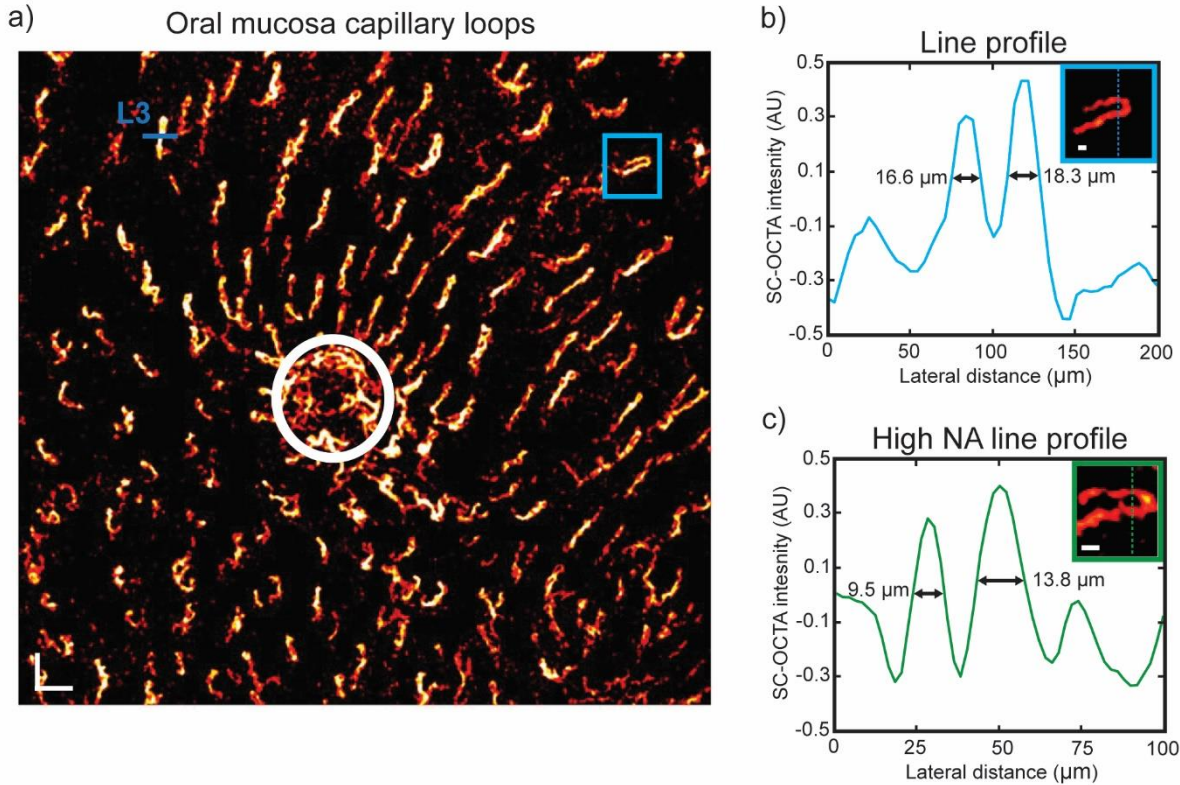 a)
Oral mucosa capillary loops
L3
b)
Line profile
SC-OCTA intesnity (AU)
0.5
0.3
0.1
-0.1
-0.3
-0.5
16.6 µm
18.3 µm
0
50
100
150
200
Lateral distance (µm)
c)
High NA line profile
SC-OCTA intesnity (AU)
0.5
0.3
0.1
-0.1
-0.3
-0.5
9.5 µm
13.8 µm
0
25
50
75
100
Lateral distance (µm)